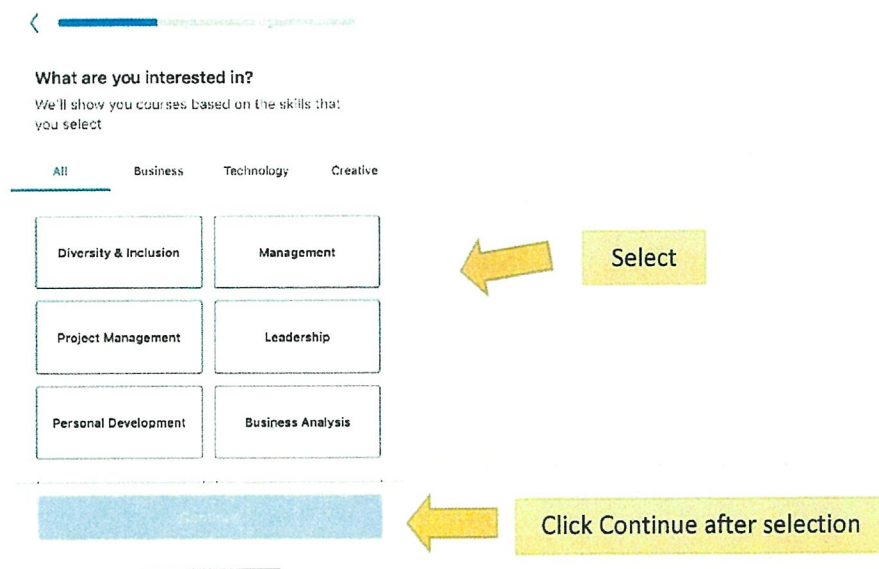 What are you interested in?
We'll show you courses based on the skills that
you select
All Business Technology Creative
Diversity & Inclusion Management
Select
Project Management Leadership
Personal Development Business Analysis
Continue
Click Continue after selection